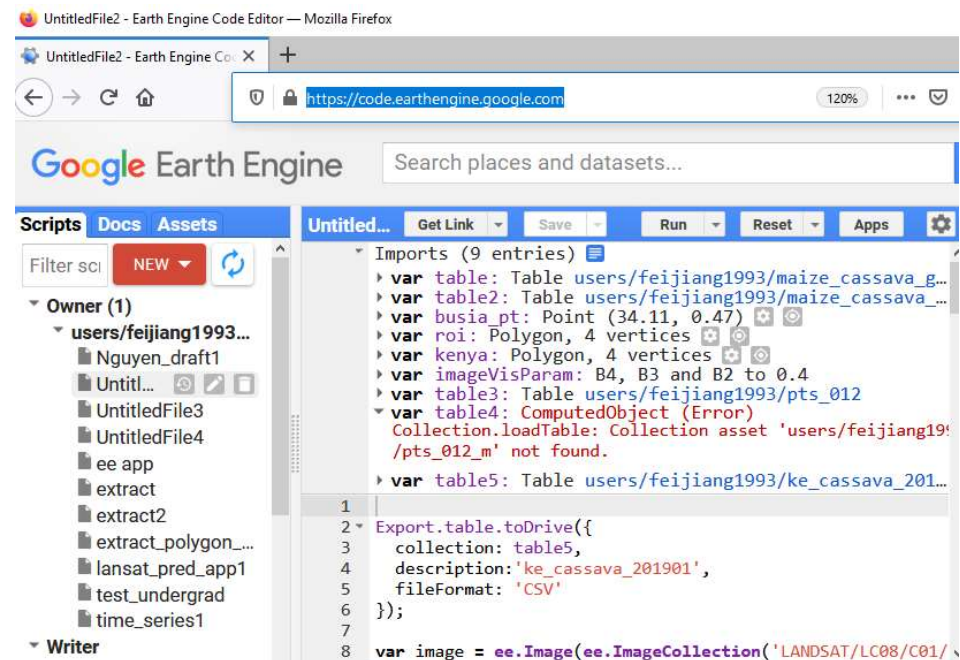 UntitledFile2 - Earth Engine Code Editor — Mozilla Firefox
UntitledFile2 - Earth Engine Co
https://code.earthengine.google.com
120%
Google Earth Engine
Search places and datasets...
Scripts Docs Assets
Filter scr
NEW
Owner (1)
users/feijiang1993...
Nguyen_draft1
Untitl...
UntitledFile3
UntitledFile4
ee app
extract
extract2
extract_polygon_...
lansat_pred_app1
test_undergrad
time_series1
Writer
Untitled... Get Link Save Run Reset Apps
Imports (9 entries)
var table: Table users/feijiang1993/maize_cassava_g...
var table2: Table users/feijiang1993/maize_cassava_...
var busia_pt: Point (34.11, 0.47)
var roi: Polygon, 4 vertices
var kenya: Polygon, 4 vertices
var imageVisParam: B4, B3 and B2 to 0.4
var table3: Table users/feijiang1993/pts_012
var table4: ComputedObject (Error)
Collection.loadTable: Collection asset 'users/feijiang19
/pts_012_m' not found.
var table5: Table users/feijiang1993/ke_cassava_201...
1
2 Export.table.toDrive({
3 collection: table5,
4 description:'ke_cassava_201901',
5 fileFormat: 'CSV'
6 });
7
8 var image = ee.Image(ee.ImageCollection('LANDSAT/LC08/C01/